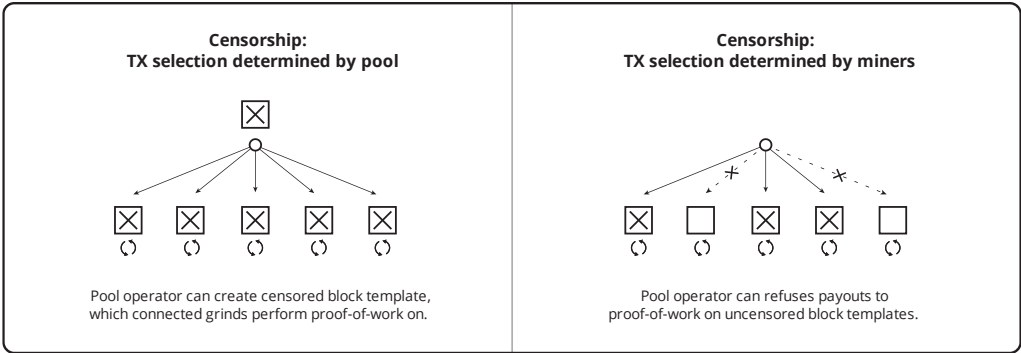 Censorship:
TX selection determined by pool
Pool operator can create censored block template,
which connected grinds perform proof-of-work on.
Censorship:
TX selection determined by miners
Pool operator can refuses payouts to
proof-of-work on uncensored block templates.